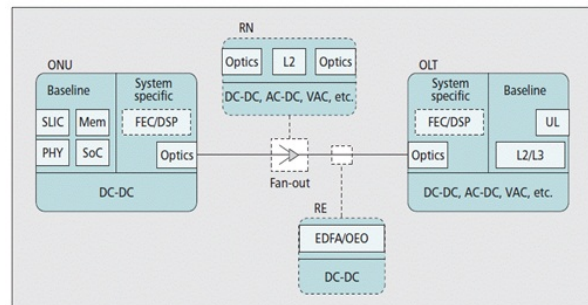 RN
Optics L2 Optics
DC-DC, AC-DC, VAC, etc.
ONU
Baseline
System
specific
SLIC Mem
FEC/DSP
PHY SoC
Optics
DC-DC
Fan-out
RE
EDFA/OEO
DC-DC
OLT
System
specific
Baseline
FEC/DSP
UL
Optics
L2/L3
DC-DC, AC-DC, VAC, etc.